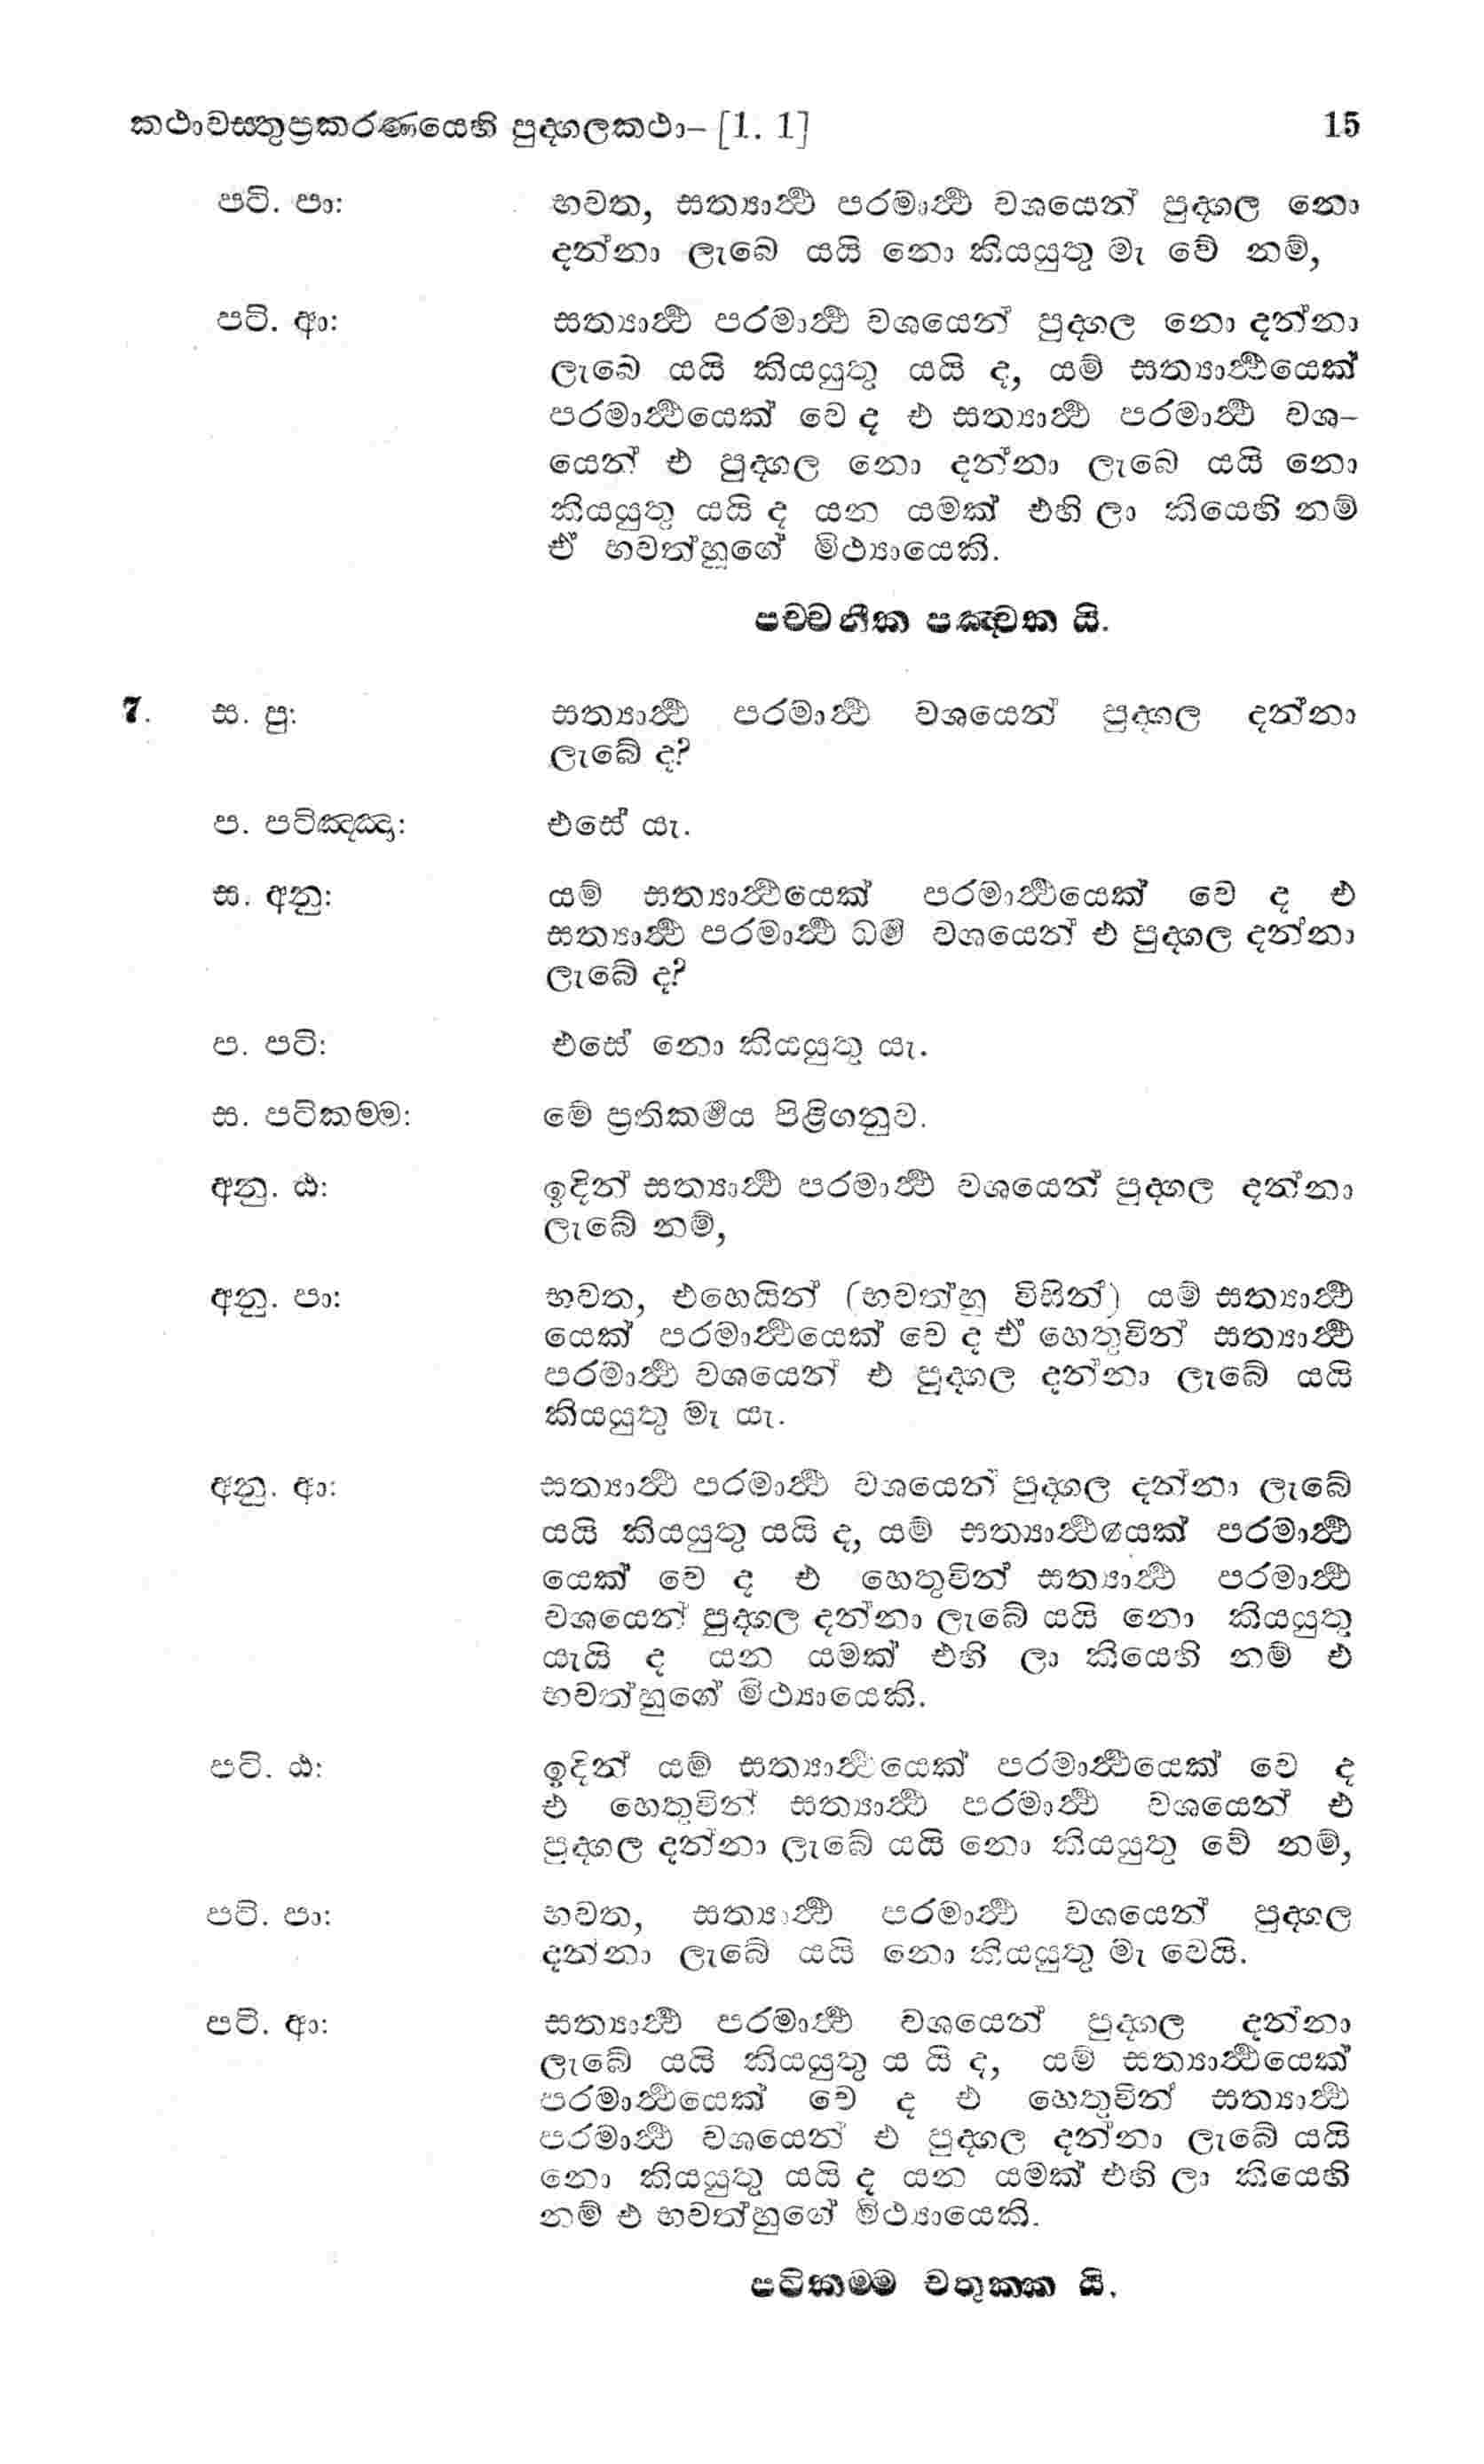 කථාවස්තුප්‍රකරණයෙහි පුද්ගලකථා– [1. 1] 15
පටි. පා: භවත, සත්‍යාර්‍ත්‍ථ පරමාර්‍ත්‍ථ වශයෙන් පුද්ගල නො
දන්නා ලැබෙ යයි නො කියයුතු මැ වේ නම්,
පටි. ආ: සත්‍යාර්‍ත්‍ථ පරමාර්‍ත්‍ථ වශයෙන් පුද්ගල නො දන්නා
ලැබෙ යයි කියයුතු යයි ද, යම් සත්‍යාර්‍ත්‍ථයෙක්
පරමාර්‍ත්‍ථයෙක් වෙ ද එ සත්‍යාර්‍ත්‍ථ පරමාර්‍ත්‍ථ වශ–
යෙන් එ පුද්ගල නො දන්නා ලැබෙ යයි නො
කියයුතු යයි ද යන යමක් එහි ලා කියෙහි නම්
ඒ භවත්හුගේ මිථ්‍යායෙකි.
පච්චනීක පඤ්චක යි.
7. ස. පු: සත්‍යාර්‍ත්‍ථ පරමාර්‍ත්‍ථ වශයෙන් පුද්ගල දන්නා
ලැබේ ද?
ප. පටිඤ්ඤා: එසේ යැ.
ස. අනු: යම් සත්‍යාර්‍ත්‍ථයෙක් පරමාර්‍ත්‍ථයෙක් වෙ ද එ
සත්‍යාර්‍ත්‍ථ පරමාර්‍ත්‍ථ ධර්‍ම වශයෙන් එ පුද්ගල දන්නා
ලැබේ ද?
ප. පටි: එසේ නො කියයුතු යැ.
ස. පටිකම්ම: මේ ප්‍රතිකර්‍මය පිළිගනුව.
අනු. ඨ: ඉදින් සත්‍යාර්‍ත්‍ථ පරමාර්‍ත්‍ථ වශයෙන් පුද්ගල දන්නා
ලැබේ නම්,
අනු. පා: භවත, එහෙයින් (භවත්හු විසින්) යම් සත්‍යාර්‍ත්‍ථ
යෙක් පරමාර්‍ත්‍ථයෙක් වෙ ද ඒ හෙතුවින් සත්‍යාර්‍ත්‍ථ
පරමාර්‍ත්‍ථ වශයෙන් එ පුද්ගල දන්නා ලැබේ යයි
කියයුතු මැ යැ.
අනු. ආ: සත්‍යාර්‍ත්‍ථ පරමාර්‍ත්‍ථ වශයෙන් පුද්ගල දන්නා ලැබේ
යයි කියයුතු යයි ද, යම් සත්‍යාර්‍ත්‍ථයෙක් පරමාර්‍ත්‍ථ
යෙක් වෙ ද එ හෙතුවින් සත්‍යාර්‍ත්‍ථ පරමාර්‍ත්‍ථ
වශයෙන් පුද්ගල දන්නා ලැබේ යයි නො කියයුතු
යැයි ද යන යමක් එහි ලා කියෙහි නම් එ
භවත්හුගේ මිථ්‍යායෙකි.
පටි. ඨ: ඉදින් යම් සත්‍යාර්‍ත්‍ථයෙක් පරමාර්‍ත්‍ථයෙක් වෙ ද
එ හෙතුවින් සත්‍යාර්‍ත්‍ථ පරමාර්‍ත්‍ථ වශයෙන් එ
පුද්ගල දන්නා ලැබේ යයි නො කියයුතු වේ නම්,
පටි. පා: භවත, සත්‍යාර්‍ත්‍ථ පරමාර්‍ත්‍ථ වශයෙන් පුද්ගල
දන්නා ලැබේ යයි නො කියයුතු මැ වෙයි.
පටි. ආ: සත්‍යාර්‍ත්‍ථ පරමාර්‍ත්‍ථ වශයෙන් පුද්ගල දන්නා
ලැබේ යයි කියයුතු ය යි ද, යම් සත්‍යාර්‍ත්‍ථයෙක්
පරමාර්‍ත්‍ථයෙක් වෙ ද එ හෙතුවින් සත්‍යාර්‍ත්‍ථ
පරමාර්‍ත්‍ථ වශයෙන් එ පුද්ගල දන්නා ලැබේ යයි
නො කියයුතු යයි ද යන යමක් එහි ලා කියෙහි
නම් එ භවත්හුගේ මිථ්‍යායෙකි.
පටිකම්ම චතුක්ක යි.